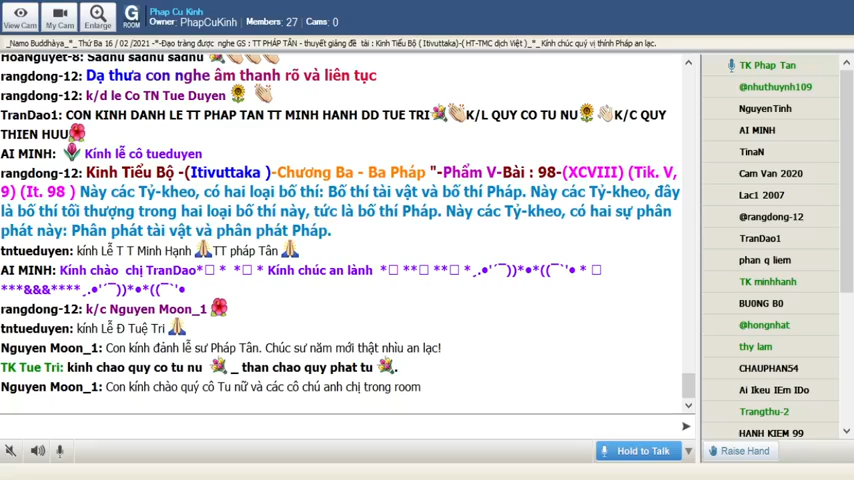 View Cam
My Cam
Enlarge
G
ROOM
Phap Cu Kinh
Owner: PhapCuKinh | Members: 27 | Cams: 0
_Namo Buddhàya_*_ Thứ Ba 16 / 02 /2021 -*-Đạo tràng được nghe GS : TT PHÁP TÂN - thuyết giảng đề tài : Kinh Tiểu Bộ ( Itivuttaka)-( HT-TMC dịch Việt )_*_ Kính chúc quý vị thính Pháp an lạc.
HoaNguyet-8: Sadhu sadhu sadhu
rangdong-12: Dạ thưa con nghe âm thanh rõ và liên tục
rangdong-12: k/d le Co TN Tue Duyen
TranDao1: CON KINH DANH LE TT PHAP TAN TT MINH HANH DD TUE TRI K/L QUY CO TU NU K/C QUY
THIEN HUU
AI MINH: Kính lễ cô tueduyen
rangdong-12: Kinh Tiểu Bộ -(Itivuttaka )-Chương Ba - Ba Pháp "-Phẩm V-Bài : 98-(XCVIII) (Tik. V,
9) (It. 98 ) Này các Tỷ-kheo, có hai loại bố thí: Bố thí tài vật và bố thí Pháp. Này các Tỷ-kheo, đây
là bố thí tối thượng trong hai loại bố thí này, tức là bố thí Pháp. Này các Tỷ-kheo, có hai sự phân
phát này: Phân phát tài vật và phân phát Pháp.
tntueduyen: kính Lễ T T Minh Hạnh TT pháp Tân
AI MINH: Kính chào chị TranDao*□ * *□ * Kính chúc an lành *□ **□ **□ *¸.•'´¯))*•*((¯`'• * □
***&&&****¸.•'´¯))*•*((¯`'•
rangdong-12: k/c Nguyen Moon_1
tntueduyen: kính Lễ Đ Tuệ Tri
Nguyen Moon_1: Con kính đảnh lễ sư Pháp Tân. Chúc sư năm mới thật nhìu an lạc!
TK Tue Tri: kinh chao quy co tu nu _ than chao quy phat tu .
Nguyen Moon_1: Con kính chào quý cô Tu nữ và các cô chú anh chị trong room
Hold to Talk
TK Phap Tan
@nhuthuynh109
NguyenTinh
AI MINH
TinaN
Cam Van 2020
Lac1 2007
@rangdong-12
TranDao1
phan q liem
TK minhhanh
BU0NG B0
@hongnhat
thy lam
CHAUPHAN54
Ai Ikeu IEm IDo
Trangthu-2
HANH KIEM 99
Raise Hand